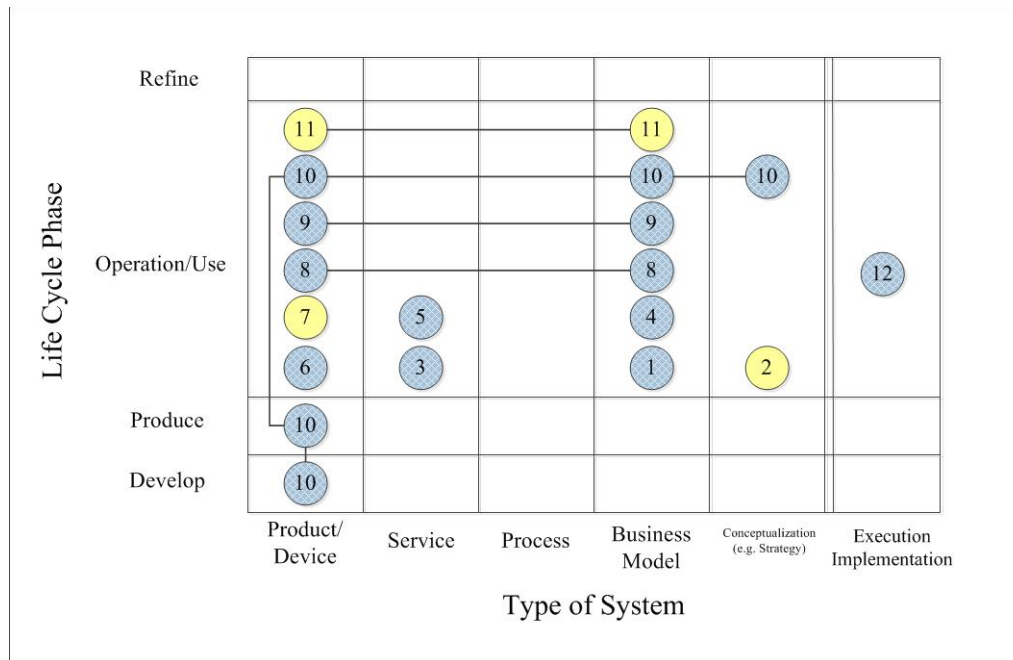 Refine
11 11
10 10 10
9 9
Life Cycle Phase
Operation/Use
8 8
12
7 5 4
6 3 1 2
Produce
10
Develop
10
Product/
Device
Service
Process
Business
Model
Conceptualization
(e.g. Strategy)
Execution
Implementation
Type of System